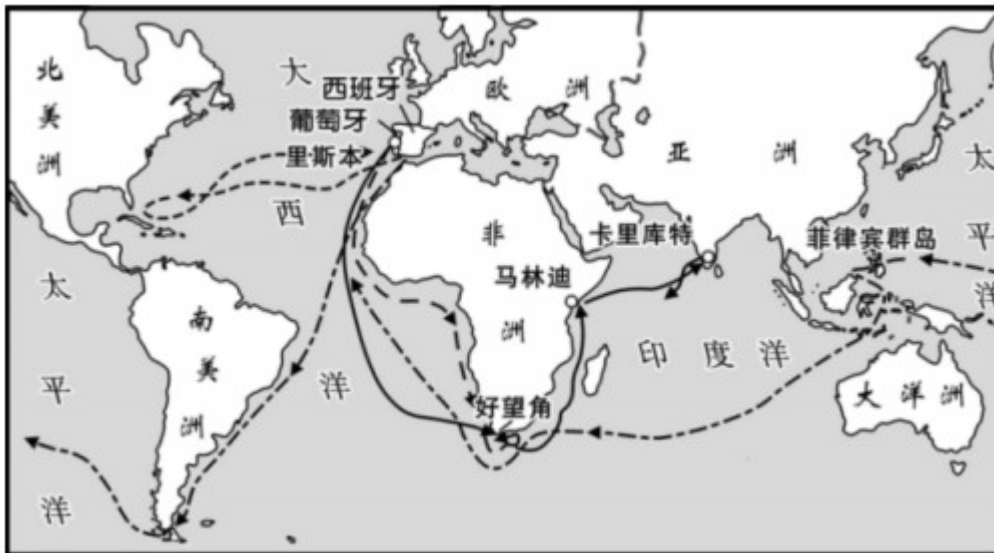 北美洲
大西洋
西班牙
葡萄牙
里斯本
欧洲
亚洲
太平洋
非洲
卡里库特
马林迪
菲律宾群岛
太平洋
南美洲
印度洋
好望角
大洋洲